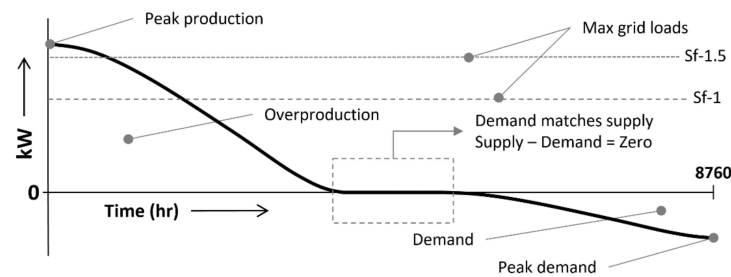 Peak production
Max grid loads
Sf-1.5
Sf-1
Overproduction
Demand matches supply
Supply – Demand = Zero
kW
8760
0
Time (hr)
Demand
Peak demand